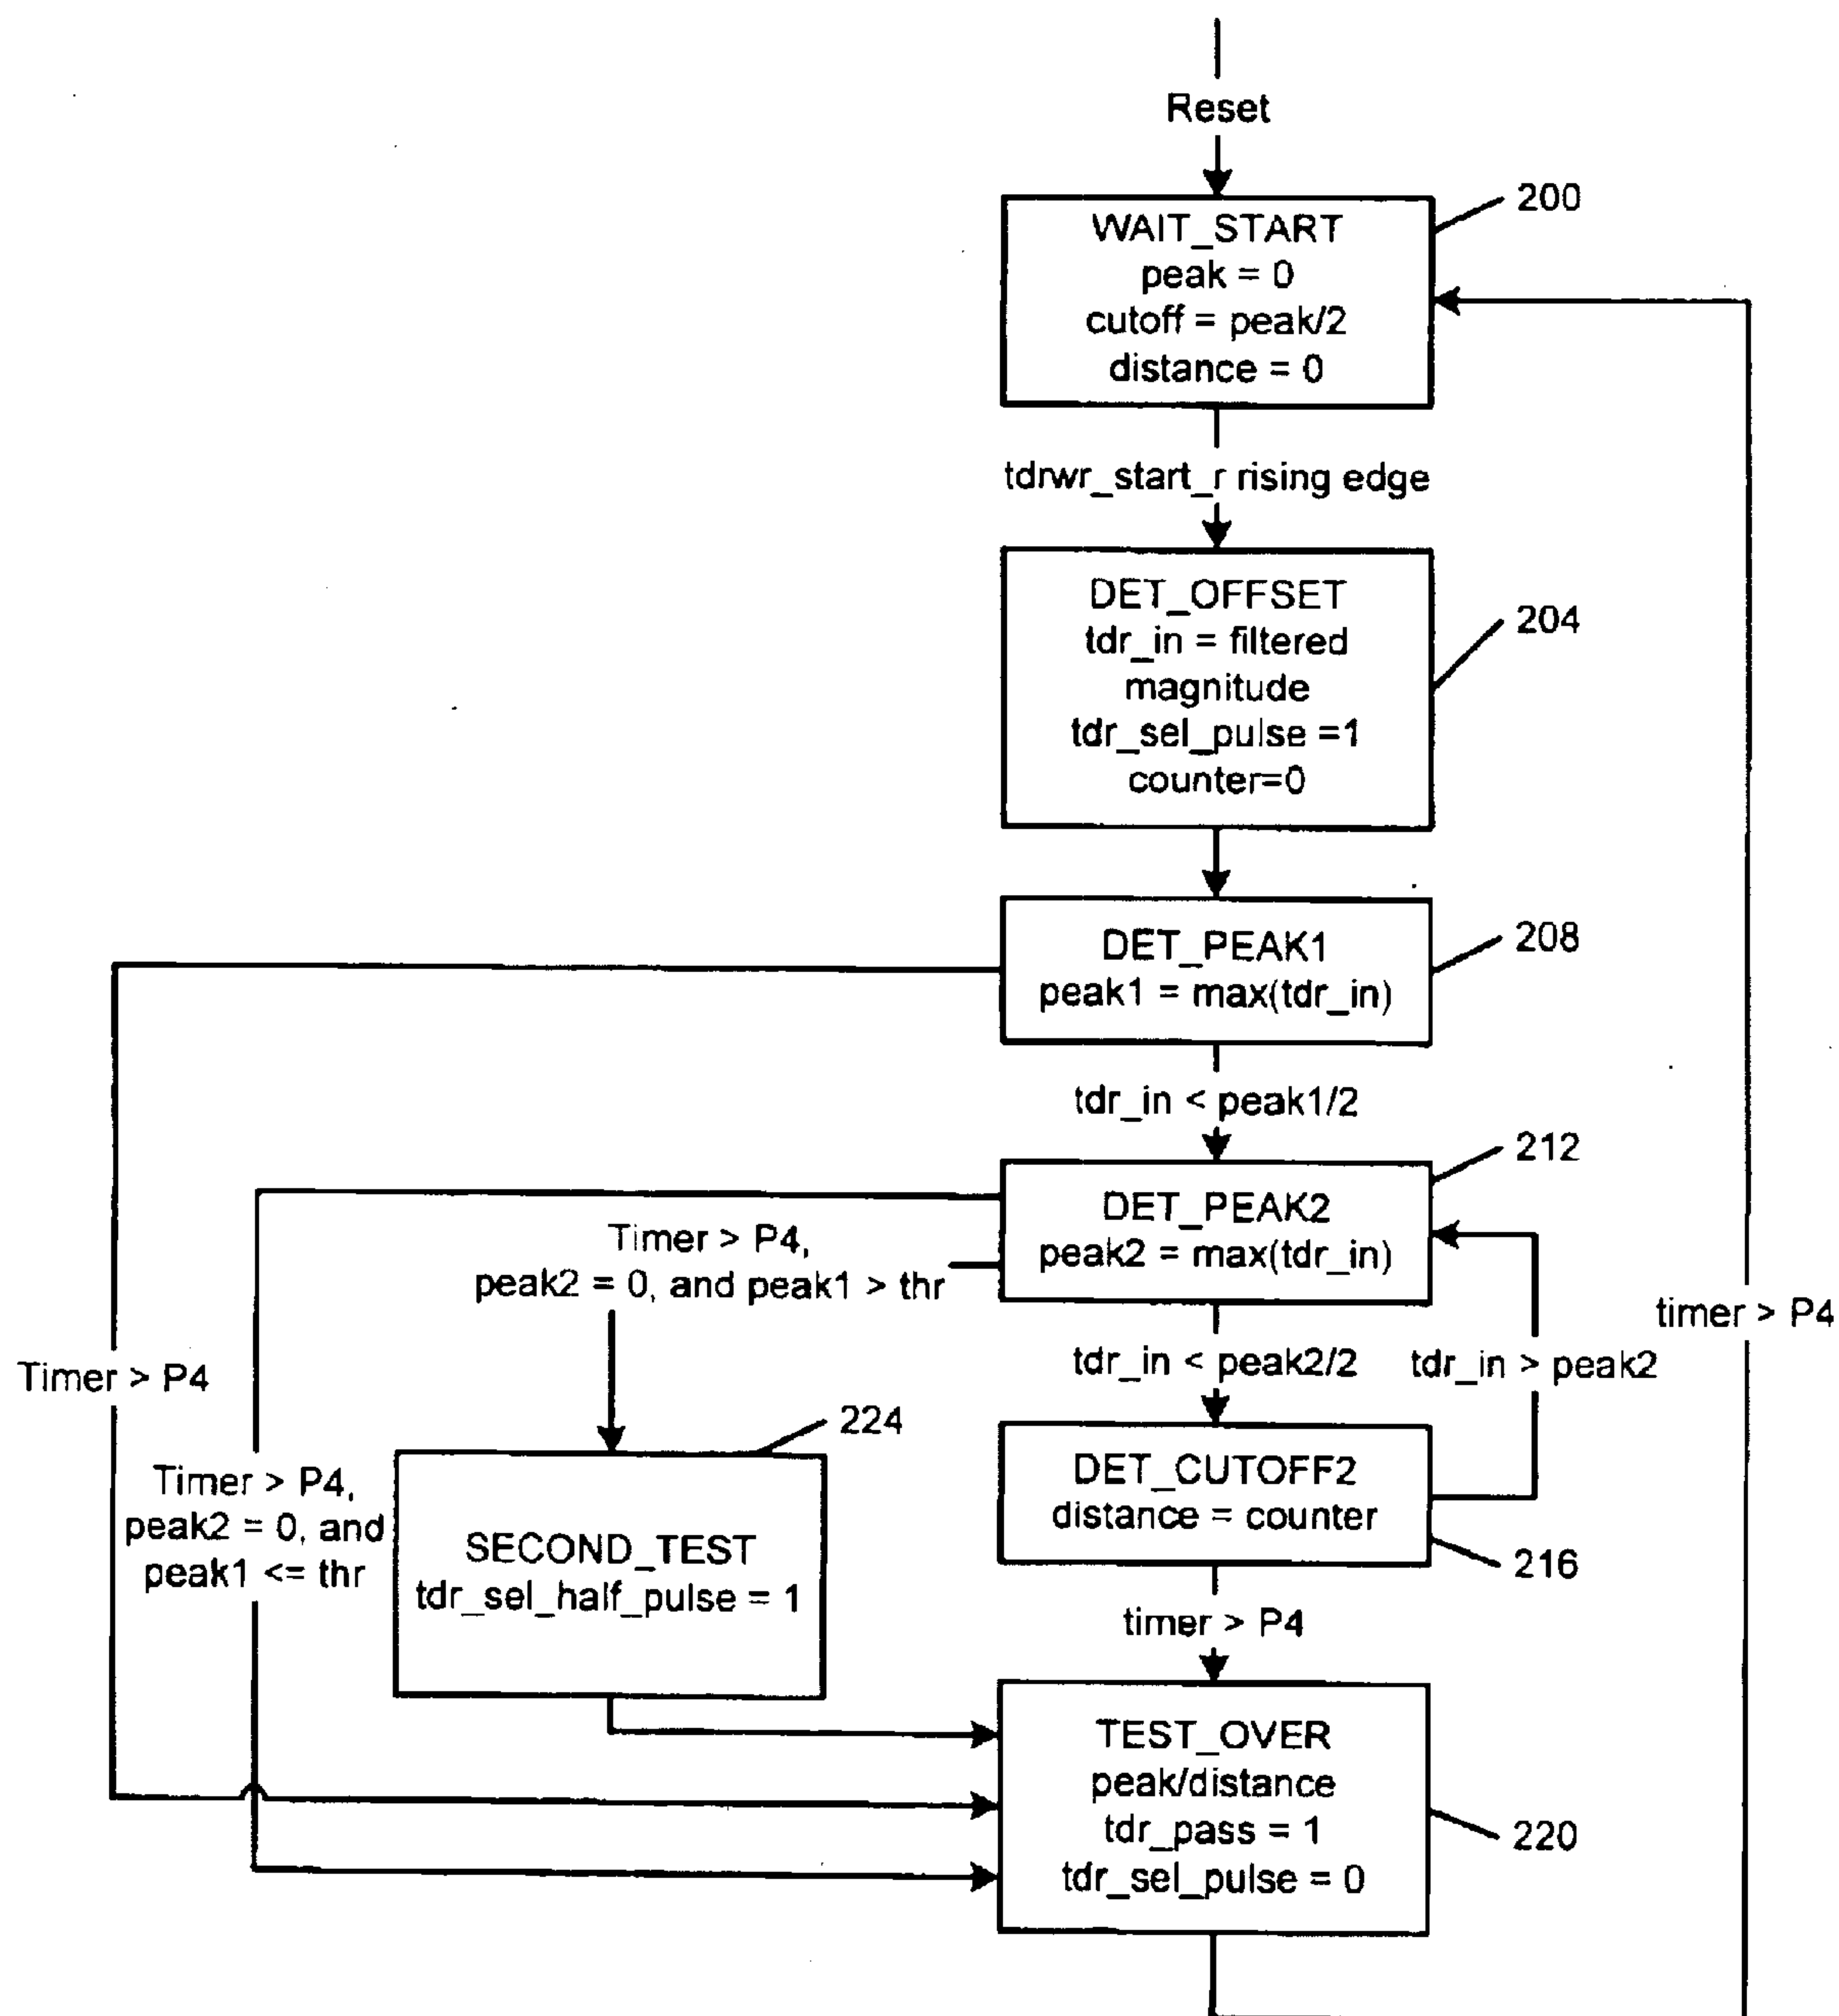 Reset
200
WAIT_START
peak = 0
cutoff = peak/2
distance = 0
tdrwr_start_r rising edge
204
DET_OFFSET
tdr_in = filtered
magnitude
tdr_sel_pulse =1
counter=0
208
DET_PEAK1
peak1 = max(tdr_in)
tdr_in < peak1/2
212
DET_PEAK2
peak2 = max(tdr_in)
Timer > P4,
peak2 = 0, and peak1 > thr
timer > P4
Timer > P4
tdr_in < peak2/2
tdr_in > peak2
224
Timer > P4,
peak2 = 0, and
peak1 <= thr
SECOND_TEST
tdr_sel_half_pulse = 1
DET_CUTOFF2
distance = counter
216
timer > P4
TEST_OVER
peak/distance
tdr_pass = 1
tdr_sel_pulse = 0
220